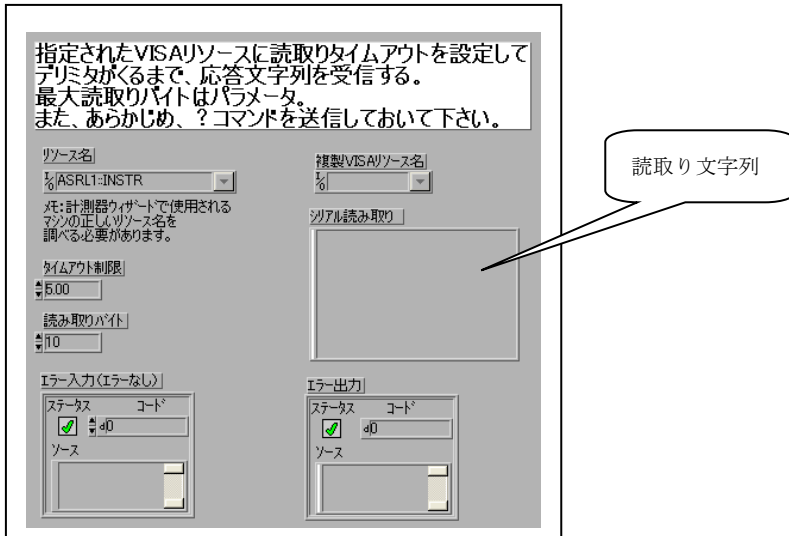 指定されたVISAリソースに読取りタイムアウトを設定して
デリミタがくるまで、応答文字列を受信する。
最大読取りバイトはパラメータ。
また、あらかじめ、？コマンドを送信しておいて下さい。
リソース名
I/O ASRL1::INSTR
メモ:計測器ウィザードで使用される
マシンの正しいリソース名を
調べる必要があります。
タイムアウト制限
5.00
読み取りバイト
10
複製VISAリソース名
I/O
シリアル読み取り
読取り文字列
エラー入力(エラーなし)
ステータス コード
d0
ソース
エラー出力
ステータス コード
d0
ソース